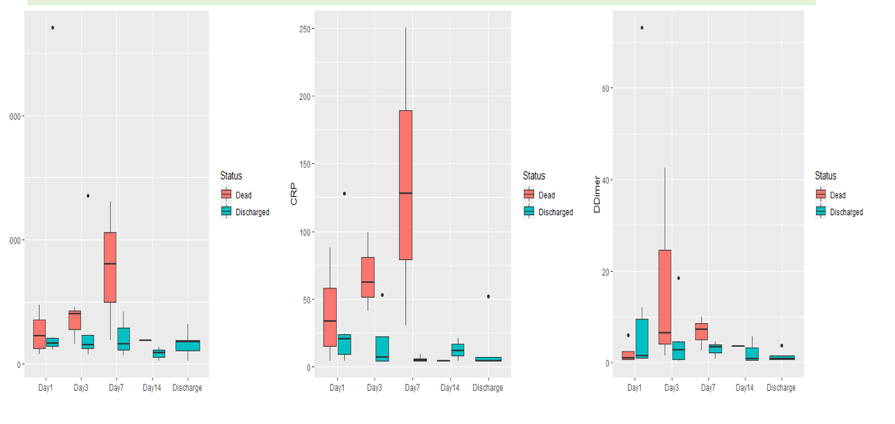 000
000
0
Day1 Day3 Day7 Day14 Discharge
Status
Dead
Discharged
CRP
250
200
150
100
50
0
Day1 Day3 Day7 Day14 Discharge
Status
Dead
Discharged
DDimer
60
40
20
0
Day1 Day3 Day7 Day14 Discharge
Status
Dead
Discharged